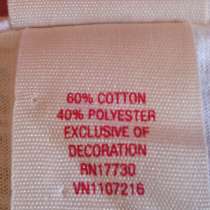 60% COTTON
40% POLYESTER
EXCLUSIVE OF
DECORATION
RN17730
VN1107216